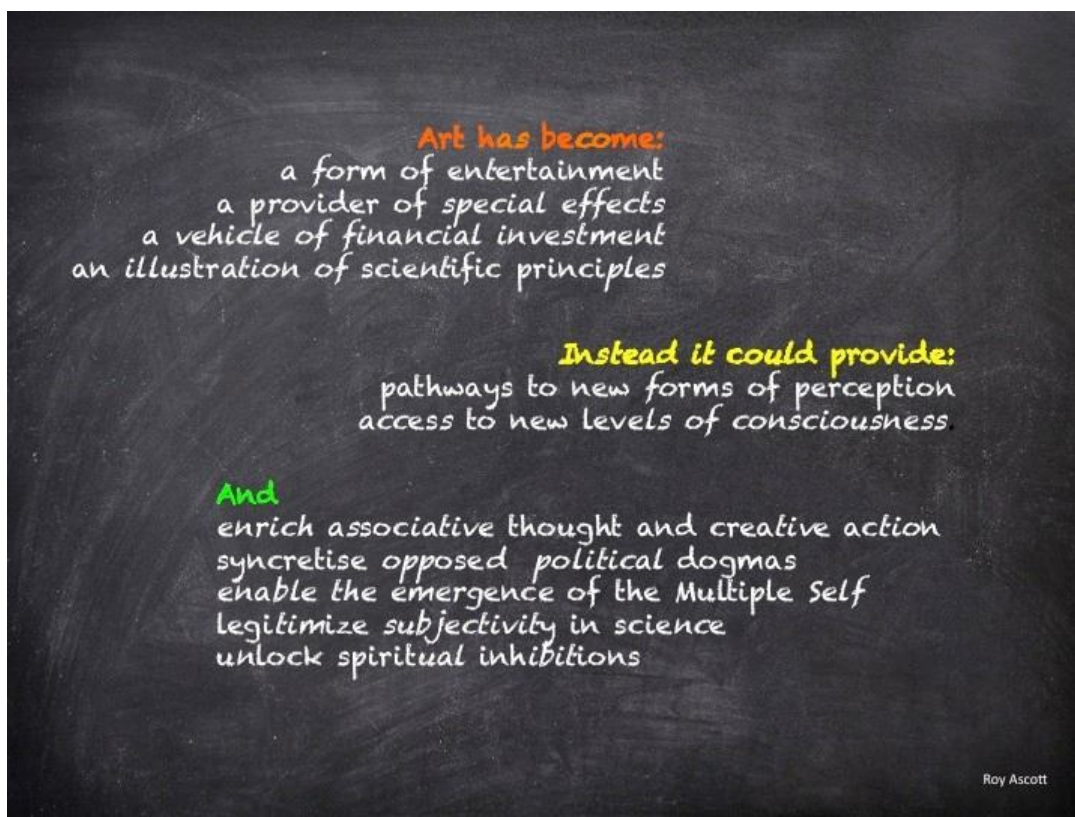 Art has become:
a form of entertainment
a provider of special effects
a vehicle of financial investment
an illustration of scientific principles
Instead it could provide:
pathways to new forms of perception
access to new levels of consciousness.
And
enrich associative thought and creative action
syncretise opposed political dogmas
enable the emergence of the Multiple Self
legitimize subjectivity in science
unlock spiritual inhibitions
Roy Ascott